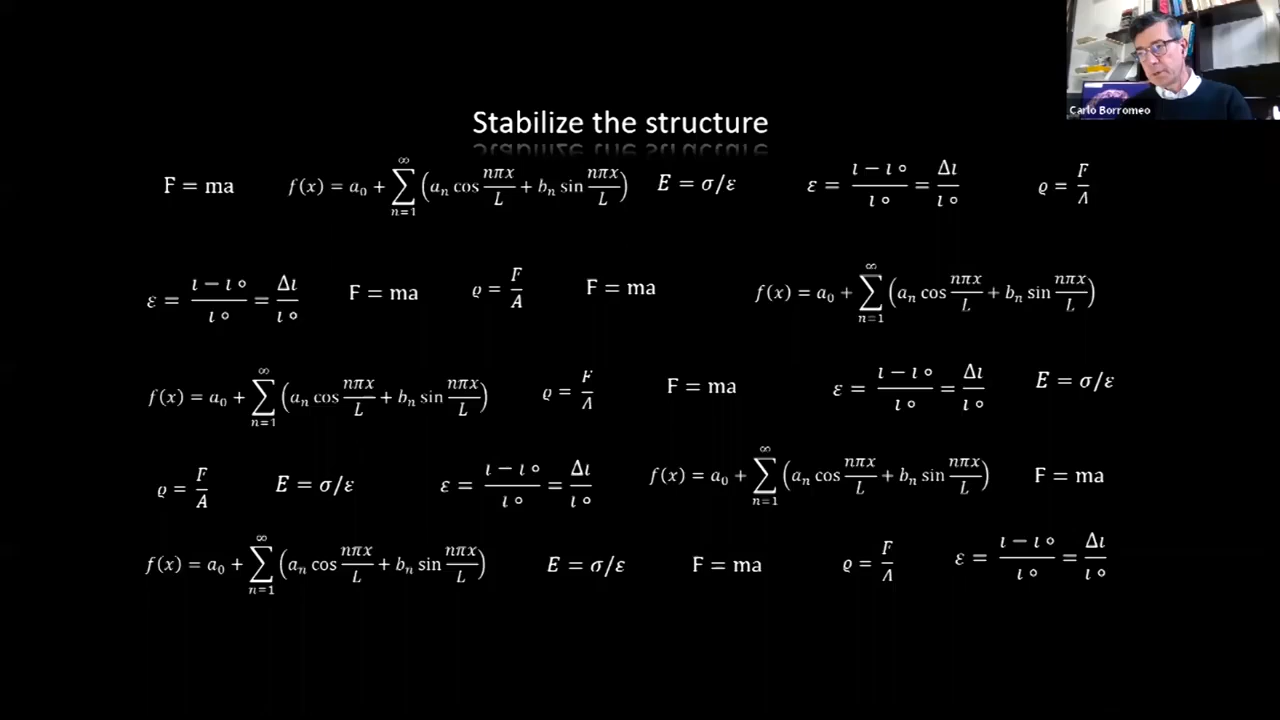 Carlo Borromeo
Stabilize the structure
F = ma f(x) = a₀ + ∑_{n=1}^{∞} (aₙ cos nπx/L + bₙ sin nπx/L) E = σ/ε ε = (ι − ι∘)/ι∘ = Δι/ι∘ ϱ = F/A
ε = (ι − ι∘)/ι∘ = Δι/ι∘ F = ma ϱ = F/A F = ma f(x) = a₀ + ∑_{n=1}^{∞} (aₙ cos nπx/L + bₙ sin nπx/L)
f(x) = a₀ + ∑_{n=1}^{∞} (aₙ cos nπx/L + bₙ sin nπx/L) ϱ = F/A F = ma ε = (ι − ι∘)/ι∘ = Δι/ι∘ E = σ/ε
ϱ = F/A E = σ/ε ε = (ι − ι∘)/ι∘ = Δι/ι∘ f(x) = a₀ + ∑_{n=1}^{∞} (aₙ cos nπx/L + bₙ sin nπx/L) F = ma
f(x) = a₀ + ∑_{n=1}^{∞} (aₙ cos nπx/L + bₙ sin nπx/L) E = σ/ε F = ma ϱ = F/A ε = (ι − ι∘)/ι∘ = Δι/ι∘